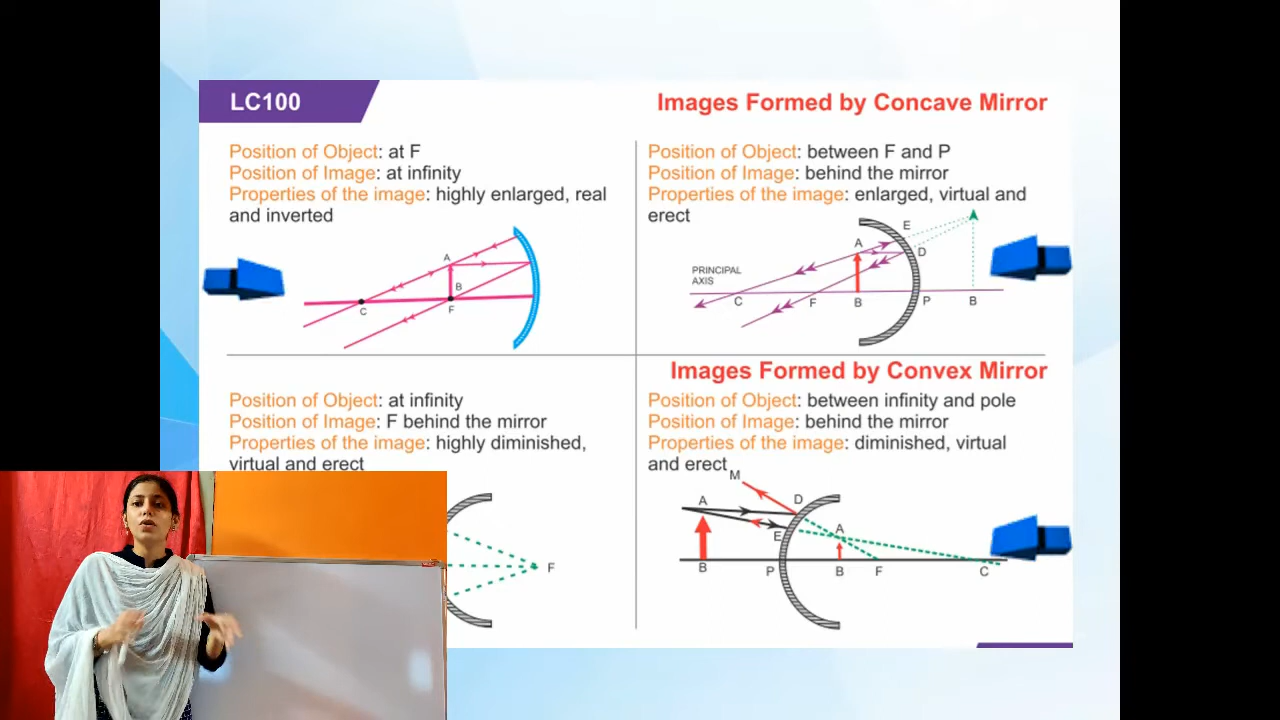 LC100
Images Formed by Concave Mirror
Position of Object: at F
Position of Image: at infinity
Properties of the image: highly enlarged, real
and inverted
A
B
C
F
Position of Object: between F and P
Position of Image: behind the mirror
Properties of the image: enlarged, virtual and
erect
E
A
D
PRINCIPAL
AXIS
C
F
B
P
B
Position of Object: at infinity
Position of Image: F behind the mirror
Properties of the image: highly diminished,
virtual and erect
F
Images Formed by Convex Mirror
Position of Object: between infinity and pole
Position of Image: behind the mirror
Properties of the image: diminished, virtual
and erect
M
A
D
E
A
B
P
B
F
C